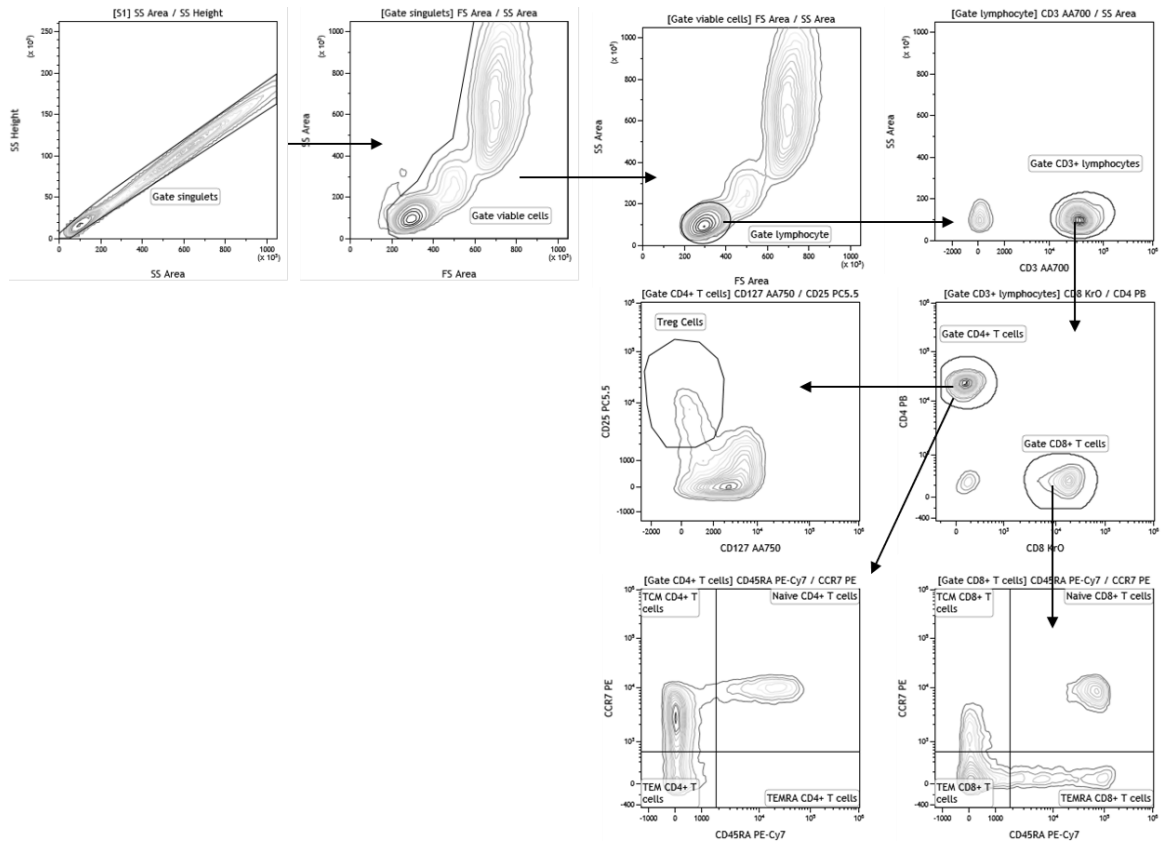 [S1] SS Area / SS Height
(x 10³)
250
200
150
100
50
0
SS Height
Gate singulets
0
200
400
600
800
1000
(x 10³)
SS Area
[Gate singulets] FS Area / SS Area
(x 10³)
1000
800
600
400
200
0
SS Area
Gate viable cells
0
200
400
600
800
1000
(x 10³)
FS Area
[Gate viable cells] FS Area / SS Area
(x 10³)
1000
800
600
400
200
0
SS Area
Gate lymphocyte
0
200
400
600
800
1000
(x 10³)
FS Area
[Gate lymphocyte] CD3 AA700 / SS Area
(x 10³)
1000
800
600
400
200
0
SS Area
Gate CD3+ lymphocytes
-2000
0
10⁴
10⁵
10⁶
CD3 AA700
[Gate CD4+ T cells] CD127 AA750 / CD25 PC5.5
10⁶
10⁵
10⁴
1000
0
-1000
CD25 PC5.5
Treg Cells
-2000
0
2000
10⁴
10⁵
10⁶
CD127 AA750
[Gate CD3+ lymphocytes] CD8 KrO / CD4 PB
10⁶
10⁵
10⁴
10³
0
-400
CD4 PB
Gate CD4+ T cells
Gate CD8+ T cells
0
10⁴
10⁵
10⁶
CD8 KrO
[Gate CD4+ T cells] CD45RA PE-Cy7 / CCR7 PE
10⁶
10⁵
10⁴
10³
0
-400
CCR7 PE
TCM CD4+ T
cells
Naive CD4+ T cells
TEM CD4+ T
cells
TEMRA CD4+ T cells
-1000
0
1000
10⁴
10⁵
10⁶
CD45RA PE-Cy7
[Gate CD8+ T cells] CD45RA PE-Cy7 / CCR7 PE
10⁶
10⁵
10⁴
10³
0
-400
CCR7 PE
TCM CD8+ T
cells
Naive CD8+ T cells
TEM CD8+ T
cells
TEMRA CD8+ T cells
-1000
0
1000
10⁴
10⁵
10⁶
CD45RA PE-Cy7